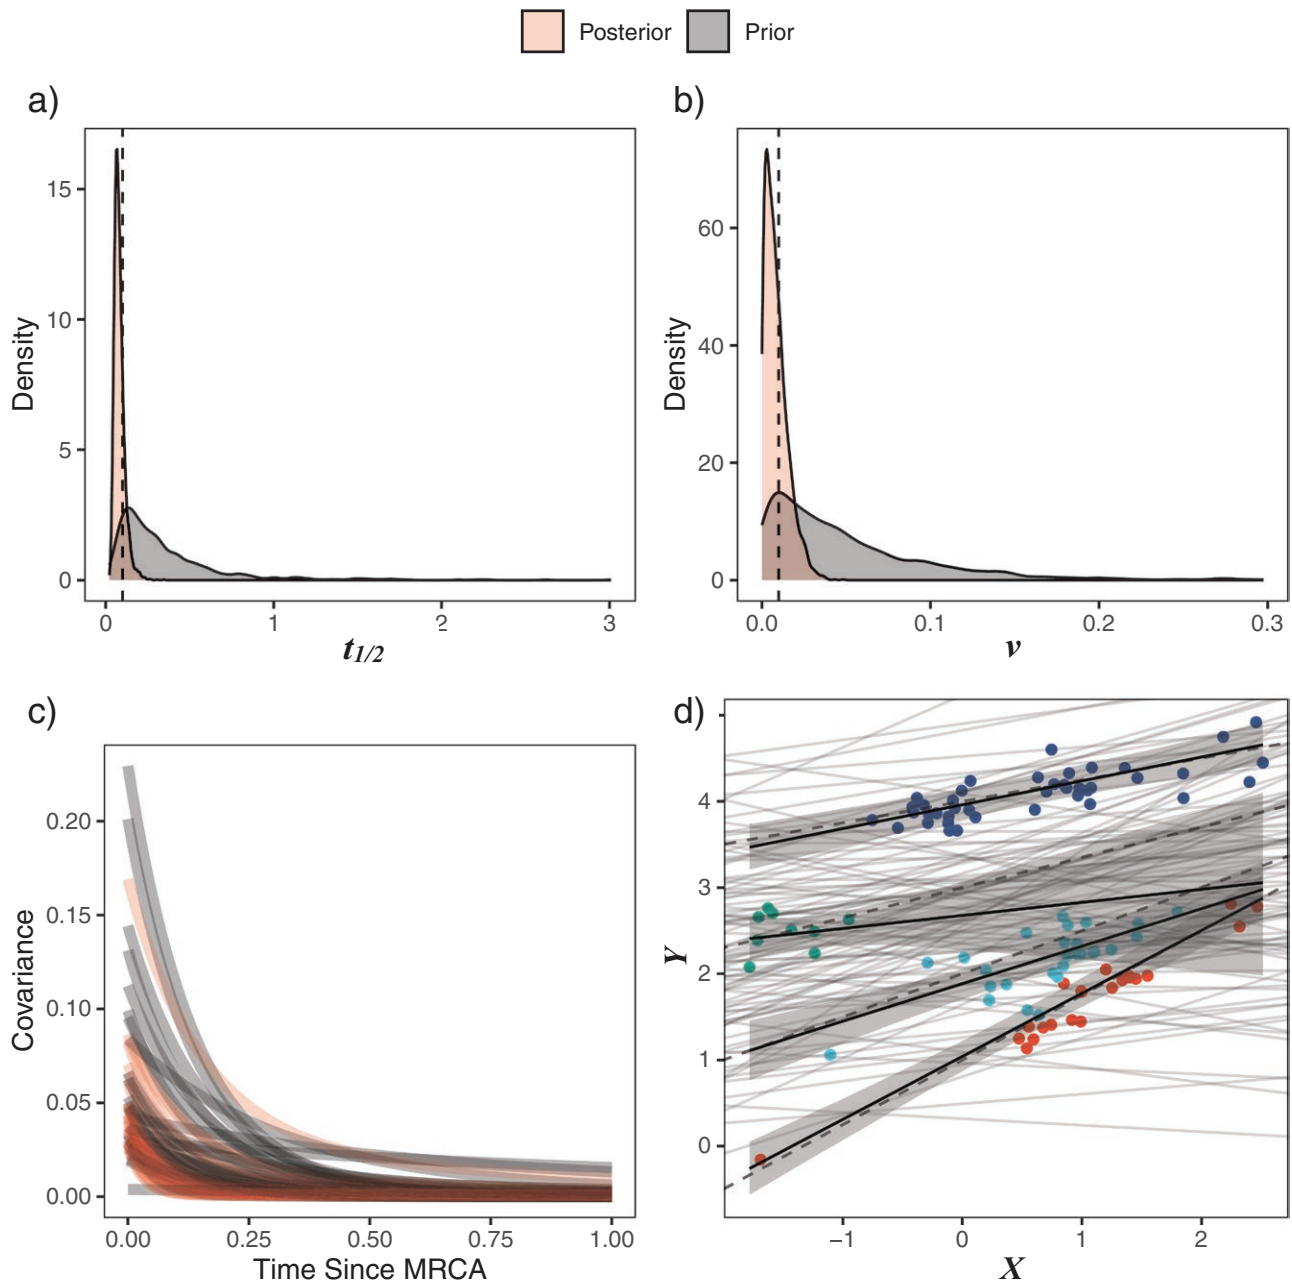 Posterior Prior
a)
15
10
5
0
Density
0 1 2 3
t1/2
b)
60
40
20
0
Density
0.0 0.1 0.2 0.3
v
c)
0.20
0.15
0.10
0.05
0.00
Covariance
0.00 0.25 0.50 0.75 1.00
Time Since MRCA
d)
5
4
3
2
1
0
Y
−1 0 1 2
X